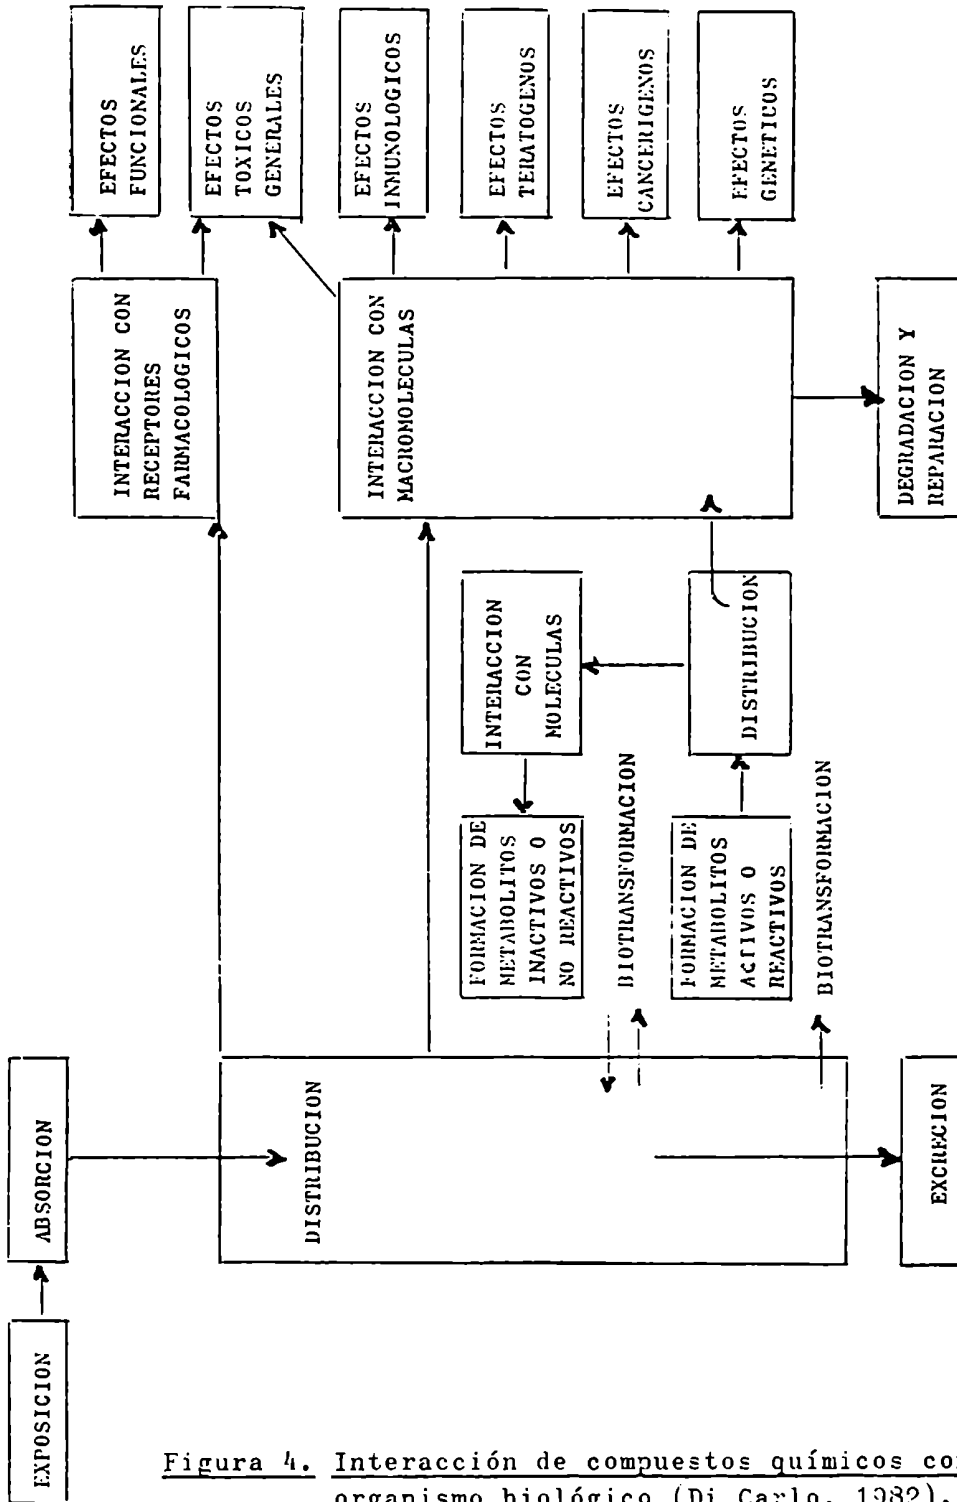 EXPOSICION
ABSORCION
DISTRIBUCION
EXCRECION
BIOTRANSFORMACION
BIOTRANSFORMACION
FORMACION DE
METABOLITOS
INACTIVOS O
NO REACTIVOS
FORMACION DE
METABOLITOS
ACTIVOS O
REACTIVOS
INTERACCION
CON
MOLECULAS
DISTRIBUCION
INTERACCION CON
RECEPTORES
FARMACOLOGICOS
INTERACCION CON
MACROMOLECULAS
DEGRADACION Y
REPARACION
EFECTOS
FUNCIONALES
EFECTOS
TOXICOS
GENERALES
EFECTOS
INMUNOLOGICOS
EFECTOS
TERATOGENOS
EFECTOS
CANCERIGENOS
EFECTOS
GENETICOS
Figura 4. Interacción de compuestos químicos co
organismo biológico (Di Carlo, 1982).